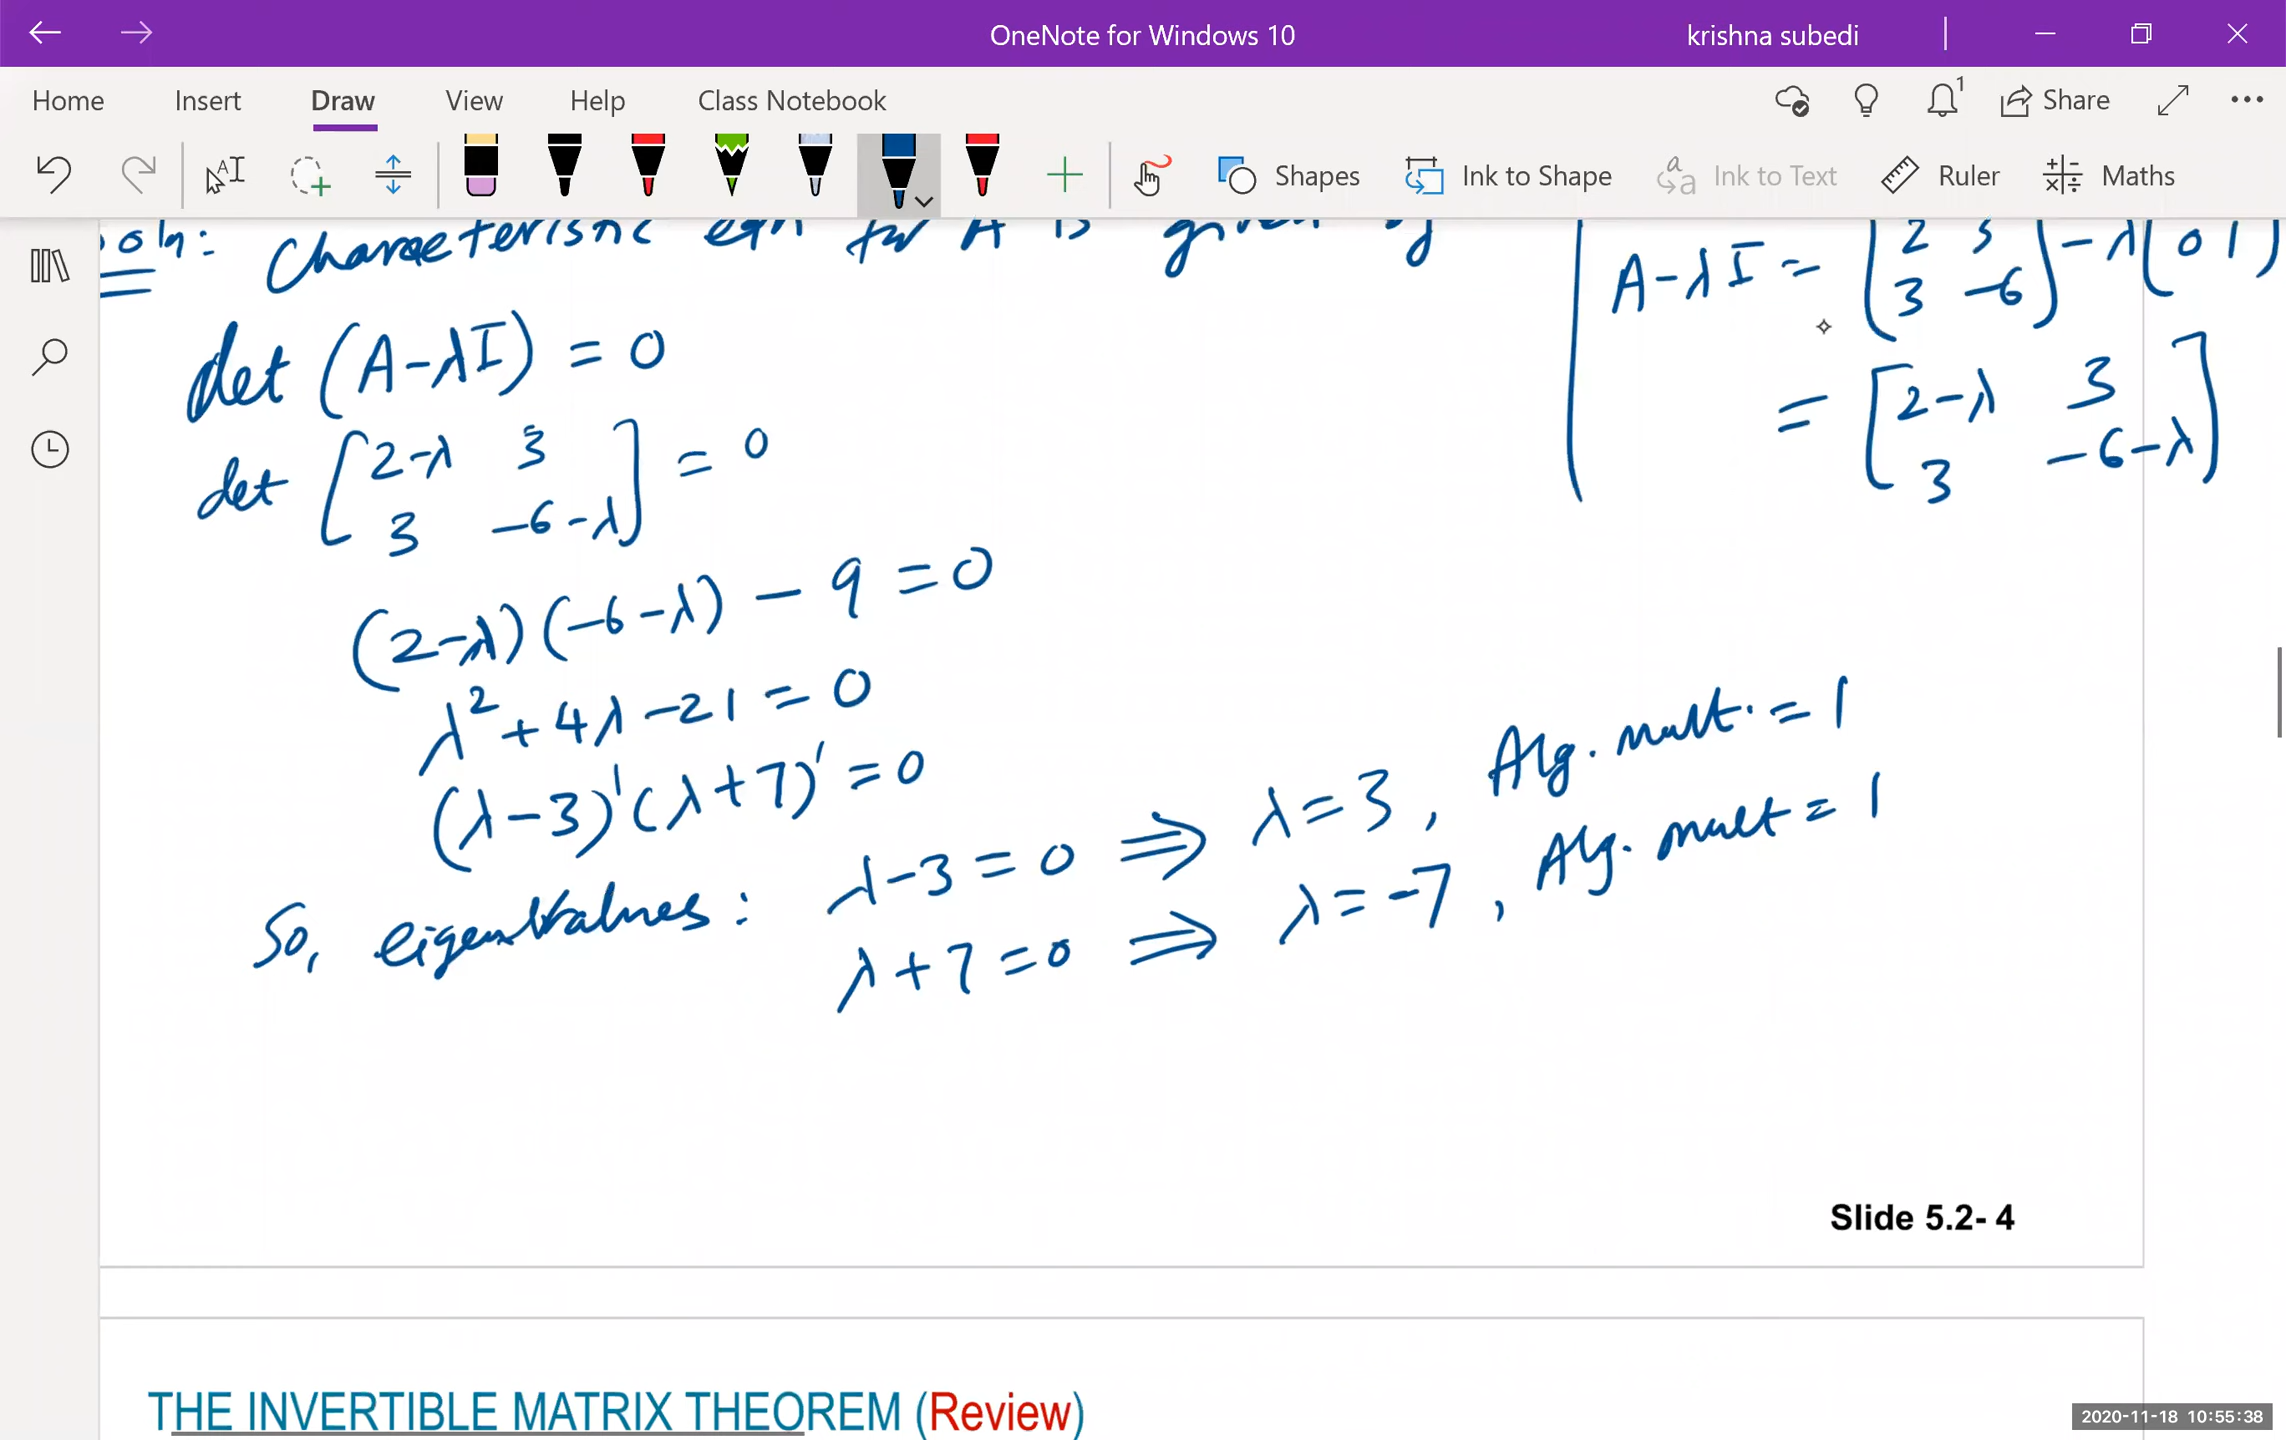 OneNote for Windows 10
krishna subedi
Home Insert Draw View Help Class Notebook
1
Share
Shapes Ink to Shape Ink to Text Ruler Maths
soln: Characteristic eqn for A is given by
det (A-λI) = 0
det [2-λ 3
3 -6-λ] = 0
(2-λ)(-6-λ) - 9 = 0
λ² + 4λ - 21 = 0
(λ-3)¹(λ+7)¹ = 0
So, eigenvalues: λ-3 = 0 ⟹ λ = 3, Alg. mult. = 1
λ+7 = 0 ⟹ λ = -7, Alg. mult = 1
A-λI = [2 3
3 -6] - λ[0 1]
= [2-λ 3
3 -6-λ]
Slide 5.2- 4
THE INVERTIBLE MATRIX THEOREM (Review)
2020-11-18 10:55:38